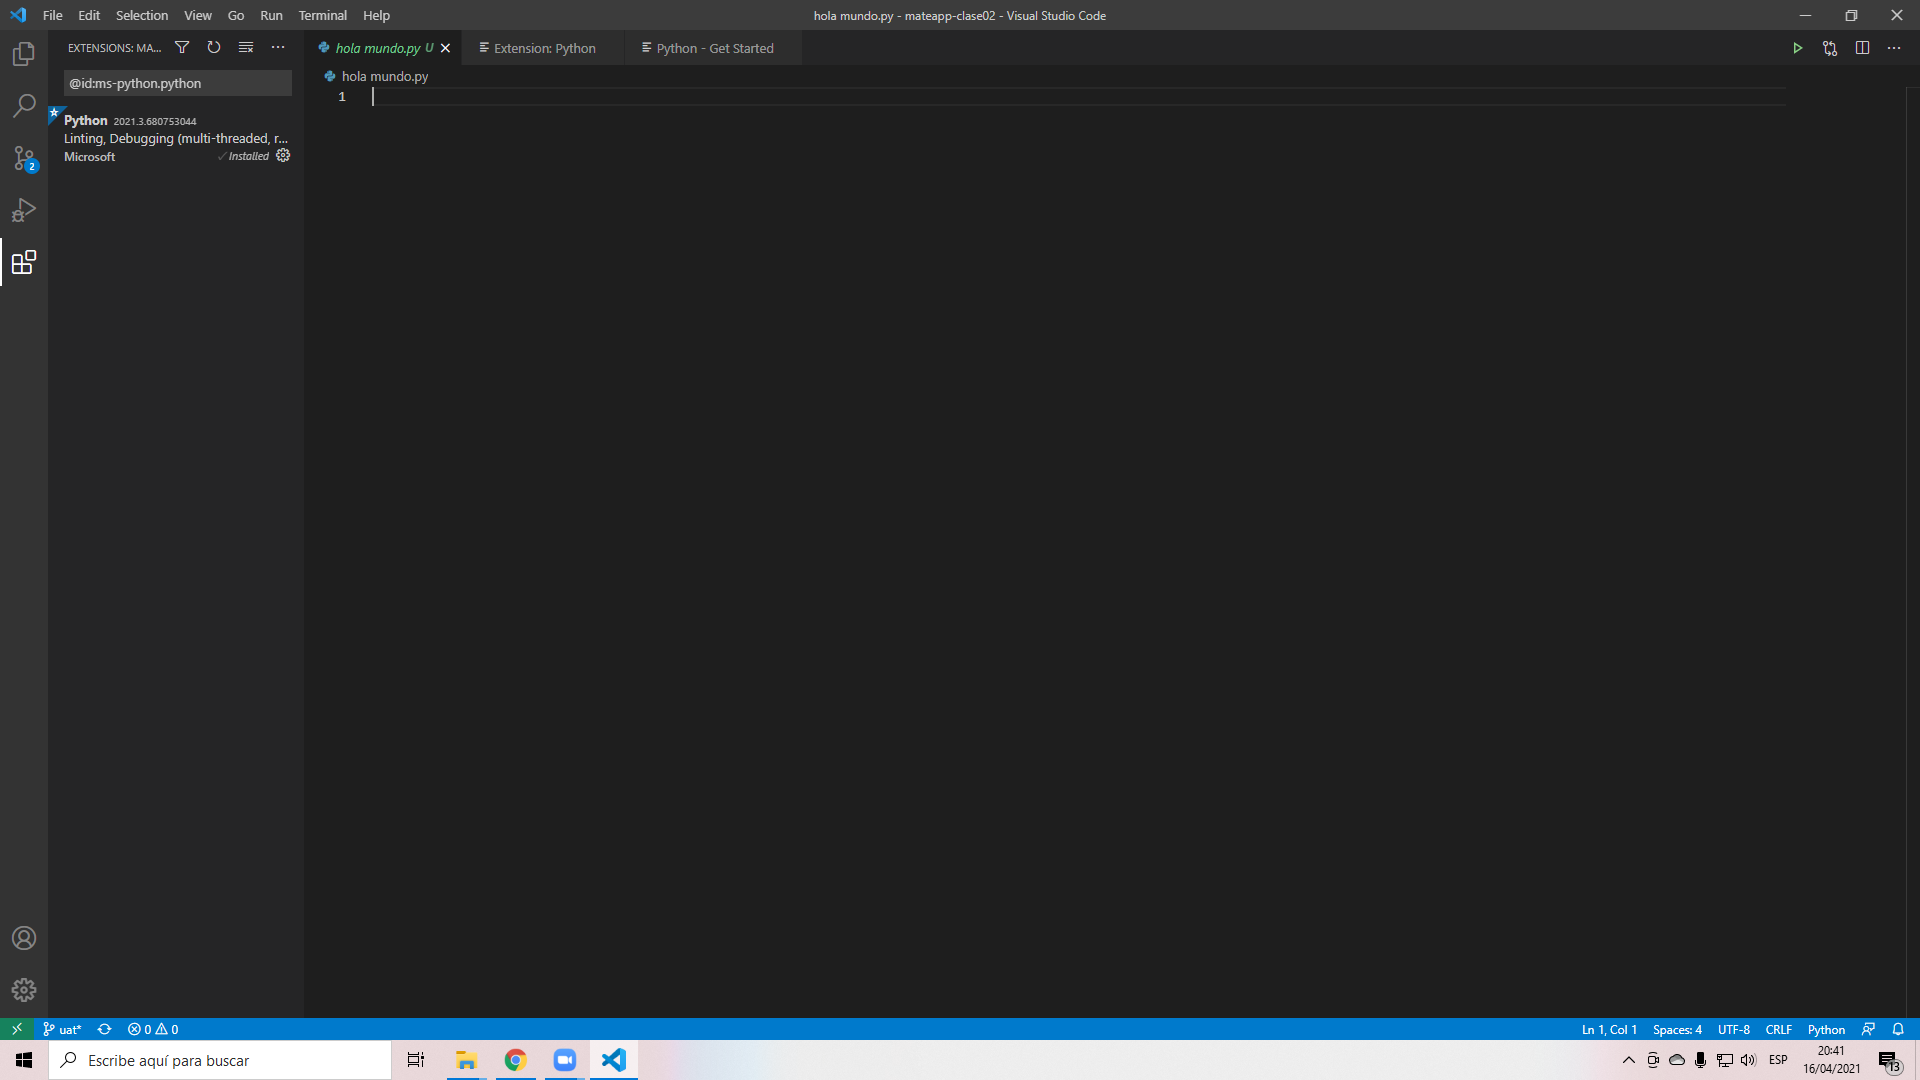 File Edit Selection View Go Run Terminal Help
hola mundo.py - mateapp-clase02 - Visual Studio Code
EXTENSIONS: MA...
hola mundo.py U
Extension: Python
Python - Get Started
@id:ms-python.python
hola mundo.py
1
Python 2021.3.680753044
Linting, Debugging (multi-threaded, r...
Microsoft
Installed
2
uat*
0 0
Ln 1, Col 1 Spaces: 4 UTF-8 CRLF Python
Escribe aquí para buscar
ESP
20:41
16/04/2021
13